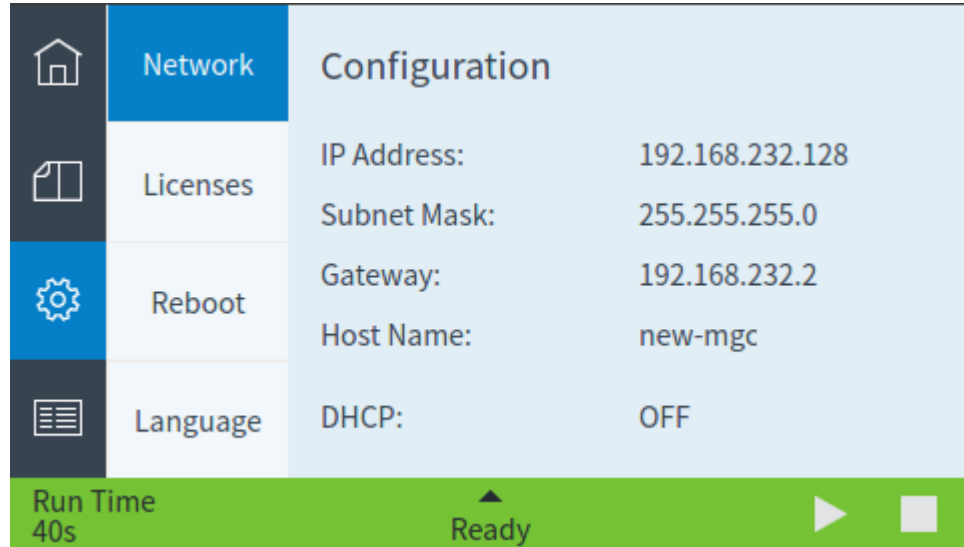 Network
Licenses
Reboot
Language
Configuration
IP Address: 192.168.232.128
Subnet Mask: 255.255.255.0
Gateway: 192.168.232.2
Host Name: new-mgc
DHCP: OFF
Run Time
40s
Ready